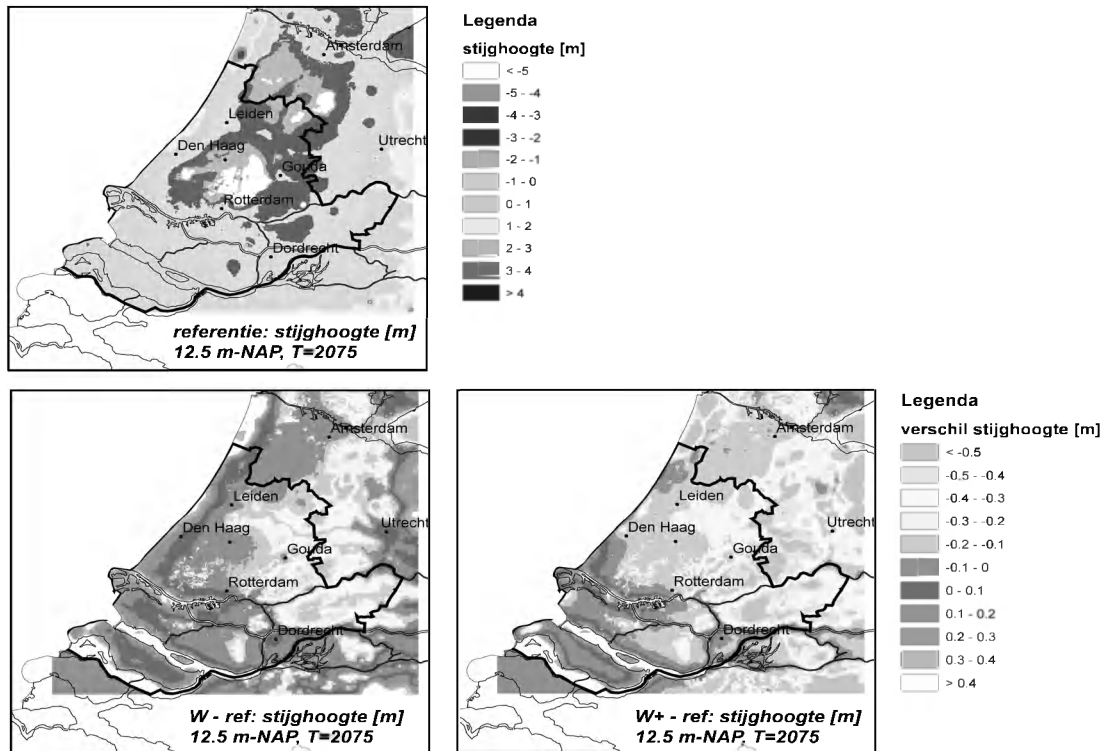 Amsterdam
Leiden
Den Haag
Utrecht
Gouda
Rotterdam
Dordrecht
referentie: stijghoogte [m]
12.5 m-NAP, T=2075
Legenda
stijghoogte [m]
< -5
-5 - -4
-4 - -3
-3 - -2
-2 - -1
-1 - 0
0 - 1
1 - 2
2 - 3
3 - 4
> 4
Amsterdam
Leiden
Den Haag
Utrecht
Gouda
Rotterdam
Dordrecht
W - ref: stijghoogte [m]
12.5 m-NAP, T=2075
Amsterdam
Leiden
Den Haag
Utrecht
Gouda
Rotterdam
Dordrecht
W+ - ref: stijghoogte [m]
12.5 m-NAP, T=2075
Legenda
verschil stijghoogte [m]
< -0.5
-0.5 - -0.4
-0.4 - -0.3
-0.3 - -0.2
-0.2 - -0.1
-0.1 - 0
0 - 0.1
0.1 - 0.2
0.2 - 0.3
0.3 - 0.4
> 0.4